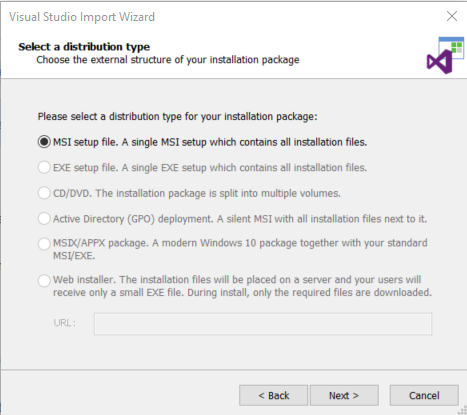 Visual Studio Import Wizard
Select a distribution type
Choose the external structure of your installation package
Please select a distribution type for your installation package:
MSI setup file. A single MSI setup which contains all installation files.
EXE setup file. A single EXE setup which contains all installation files.
CD/DVD. The installation package is split into multiple volumes.
Active Directory (GPO) deployment. A silent MSI with all installation files next to it.
MSIX/APPX package. A modern Windows 10 package together with your standard
MSI/EXE.
Web installer. The installation files will be placed on a server and your users will
receive only a small EXE file. During install, only the required files are downloaded.
URL:
< Back Next > Cancel